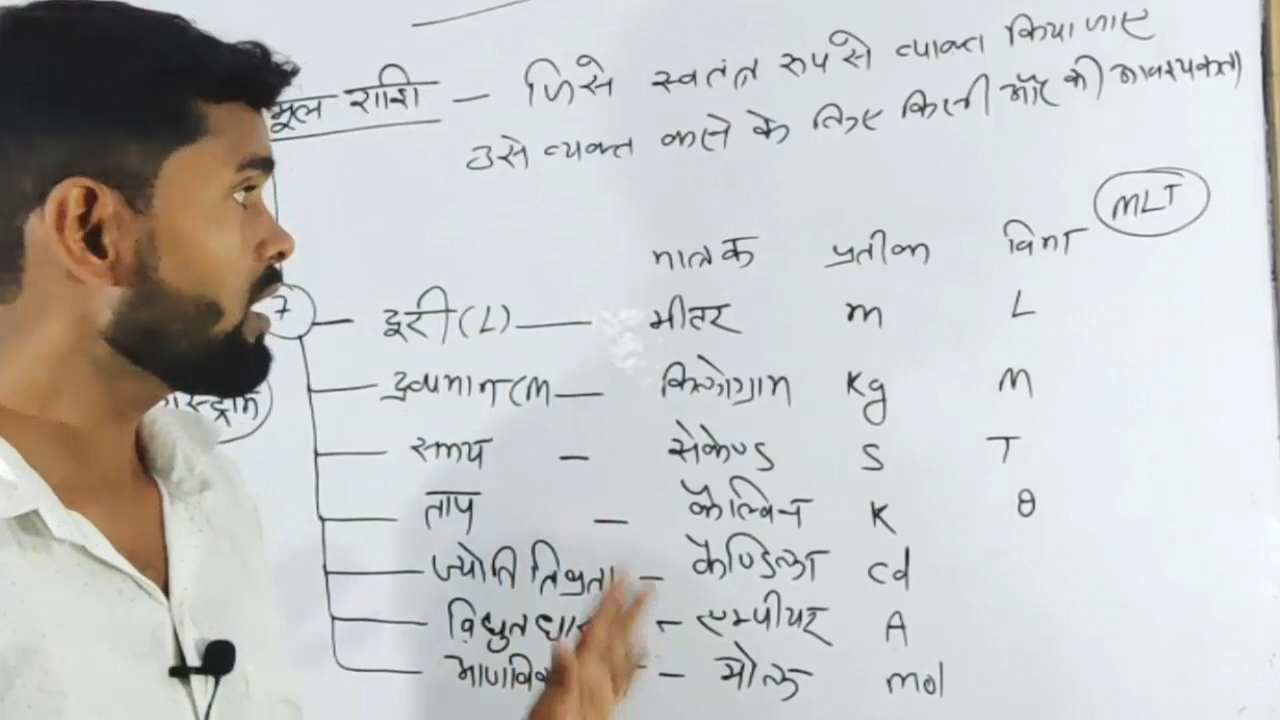 मूल राशि — जिसे स्वतंत्र रुप से व्यक्त किया जाए
उसे व्यक्त करने के लिए किसी और की आवश्यकता
MLT
मात्रक प्रतीक विमा
7 दूरी (L) — मीतर m L
द्रव्यमान (M — किलोग्राम Kg M
समय — सेकेण्ड S T
ताप — कैल्विन K θ
ज्योति तिव्रता — कैण्डिला cd
विधुत धा — एम्पीयर A
— मोल mol